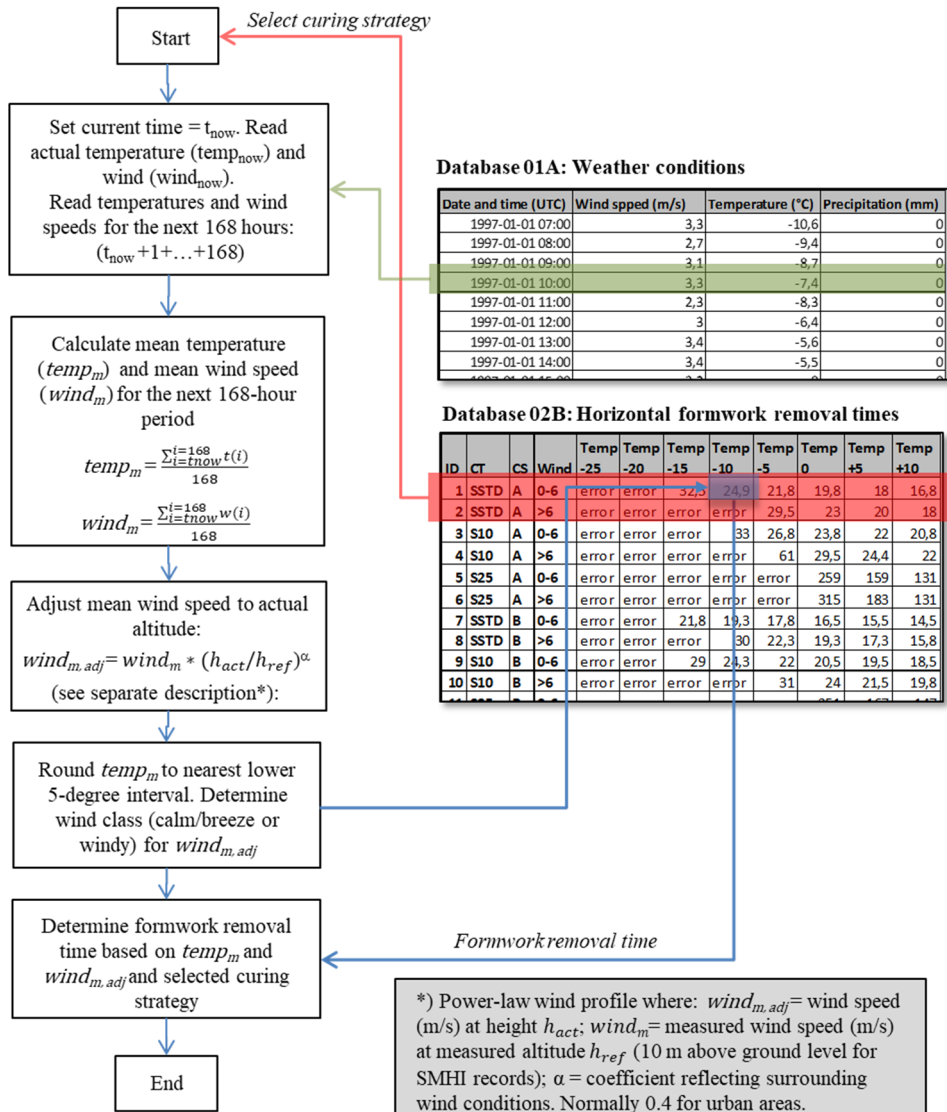 Select curing strategy
Start
Set current time = tnow. Read
actual temperature (tempnow) and
wind (windnow).
Read temperatures and wind
speeds for the next 168 hours:
(tnow +1+…+168)
Calculate mean temperature
(tempm) and mean wind speed
(windm) for the next 168-hour
period
tempm = ∑i=tnow i=168 t(i) / 168
windm = ∑i=tnow i=168 w(i) / 168
Adjust mean wind speed to actual
altitude:
windm,adj= windm * (hact/href)α
(see separate description*):
Round tempm to nearest lower
5-degree interval. Determine
wind class (calm/breeze or
windy) for windm,adj
Determine formwork removal
time based on tempm and
windm,adj and selected curing
strategy
End
Database 01A: Weather conditions
Date and time (UTC) Wind spped (m/s) Temperature (°C) Precipitation (mm)
1997-01-01 07:00 3,3 -10,6 0
1997-01-01 08:00 2,7 -9,4 0
1997-01-01 09:00 3,1 -8,7 0
1997-01-01 10:00 3,3 -7,4 0
1997-01-01 11:00 2,3 -8,3 0
1997-01-01 12:00 3 -6,4 0
1997-01-01 13:00 3,4 -5,6 0
1997-01-01 14:00 3,4 -5,5 0
Database 02B: Horizontal formwork removal times
Temp Temp Temp Temp Temp Temp Temp Temp
ID CT CS Wind -25 -20 -15 -10 -5 0 +5 +10
1 SSTD A 0-6 error error 24,9 21,8 19,8 18 16,8
2 SSTD A >6 error error error error 29,5 23 20 18
3 S10 A 0-6 error error error 33 26,8 23,8 22 20,8
4 S10 A >6 error error error error 61 29,5 24,4 22
5 S25 A 0-6 error error error error error 259 159 131
6 S25 A >6 error error error error error 315 183 131
7 SSTD B 0-6 error error 21,8 19,3 17,8 16,5 15,5 14,5
8 SSTD B >6 error error error 30 22,3 19,3 17,3 15,8
9 S10 B 0-6 error error 29 24,3 22 20,5 19,5 18,5
10 S10 B >6 error error error error 31 24 21,5 19,8
Formwork removal time
*) Power-law wind profile where: windm,adj= wind speed
(m/s) at height hact; windm= measured wind speed (m/s)
at measured altitude href (10 m above ground level for
SMHI records); α = coefficient reflecting surrounding
wind conditions. Normally 0.4 for urban areas.